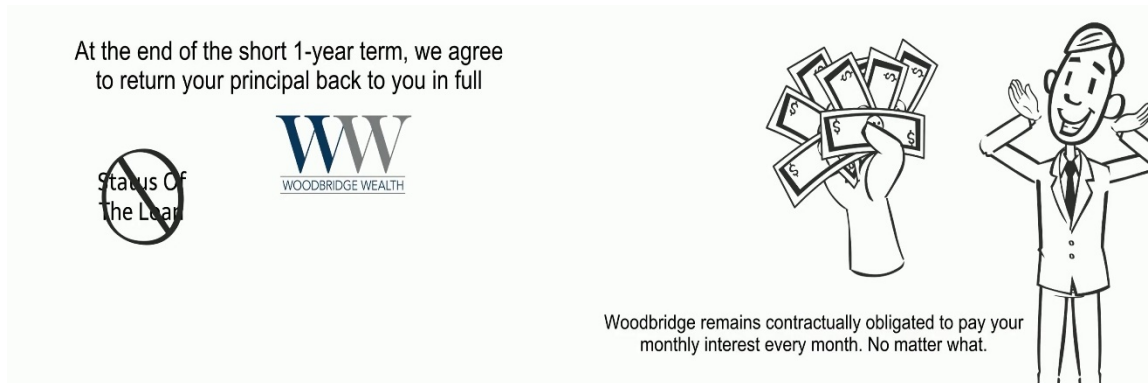 At the end of the short 1-year term, we agree
to return your principal back to you in full
Status Of
The Loan
WW
WOODBRIDGE WEALTH
$ $ $ $ $ $ $ $
Woodbridge remains contractually obligated to pay your
monthly interest every month. No matter what.